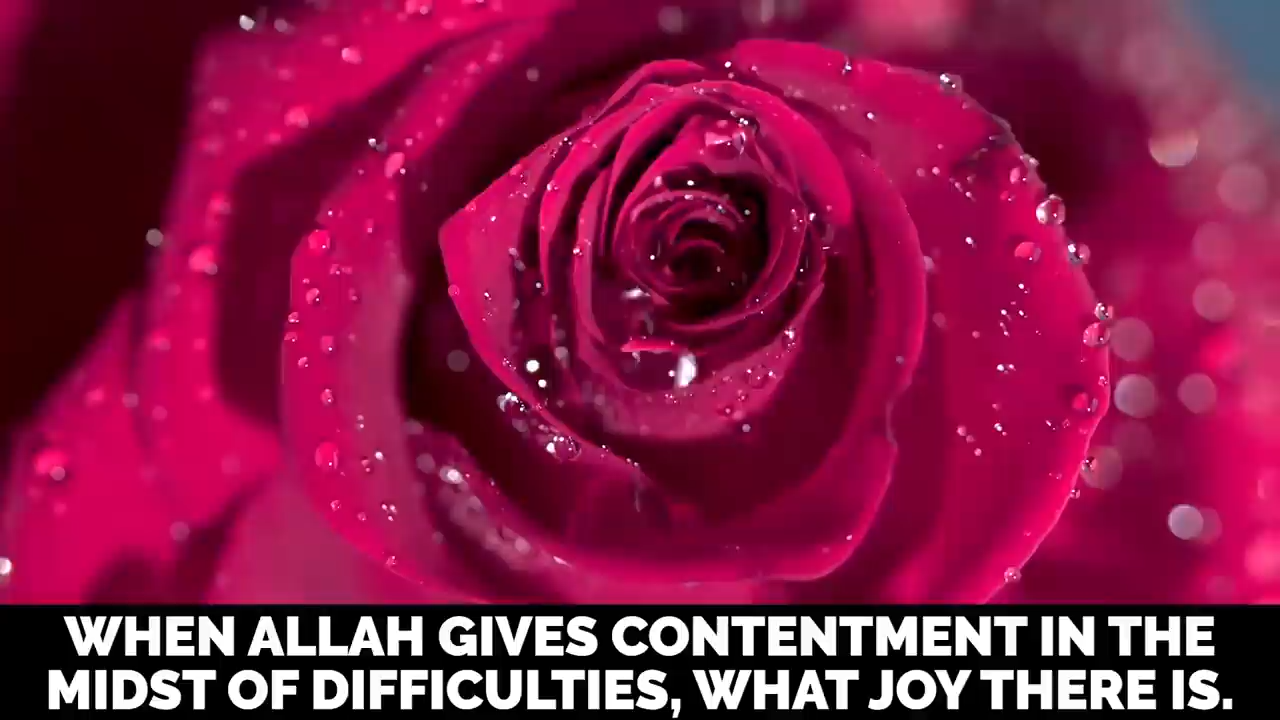 WHEN ALLAH GIVES CONTENTMENT IN THE
MIDST OF DIFFICULTIES, WHAT JOY THERE IS.